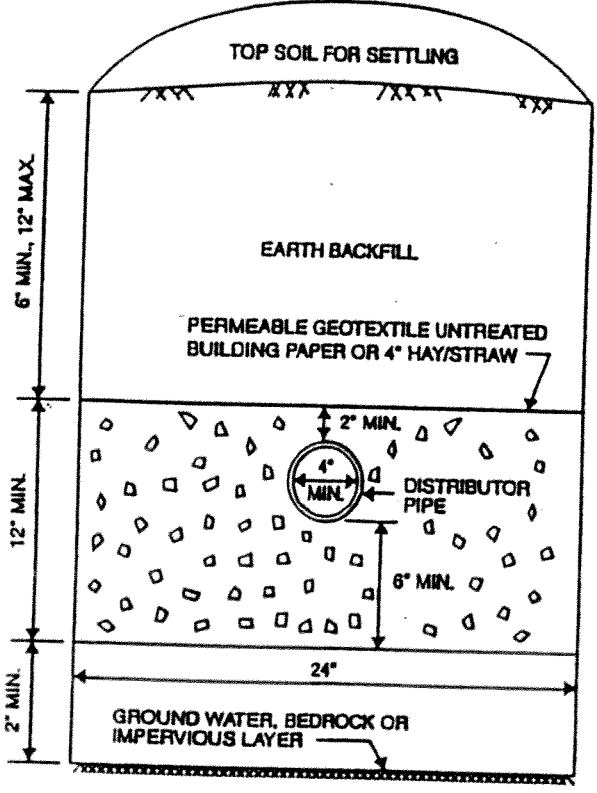 TOP SOIL FOR SETTLING
6" MIN., 12" MAX.
EARTH BACKFILL
PERMEABLE GEOTEXTILE UNTREATED
BUILDING PAPER OR 4" HAY/STRAW
2" MIN.
4"
MIN.
DISTRIBUTOR
PIPE
12" MIN.
6" MIN.
24"
2" MIN.
GROUND WATER, BEDROCK OR
IMPERVIOUS LAYER